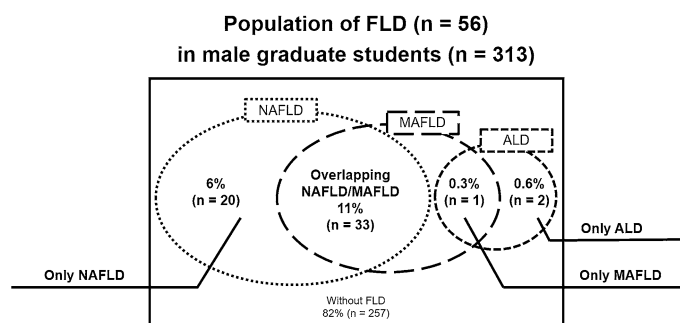 Population of FLD (n = 56)
in male graduate students (n = 313)
NAFLD
MAFLD
ALD
6%
(n = 20)
Overlapping
NAFLD/MAFLD
11%
(n = 33)
0.3%
(n = 1)
0.6%
(n = 2)
Only ALD
Only NAFLD
Only MAFLD
Without FLD
82% (n = 257)